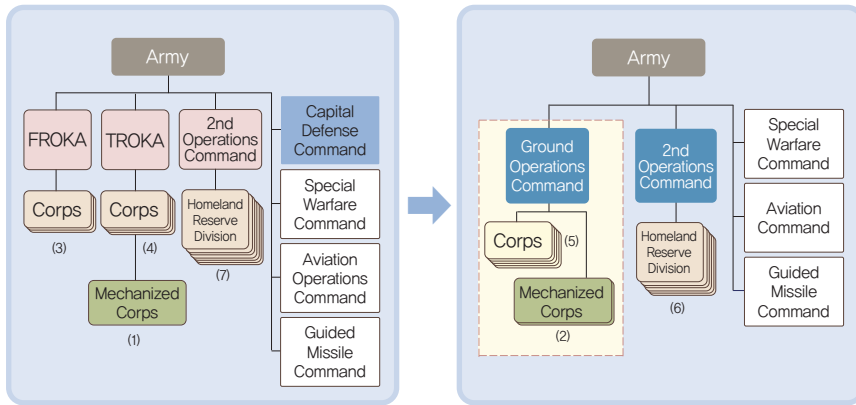 Army
FROKA
TROKA
2nd
Operations
Command
Capital
Defense
Command
Corps
(3)
Corps
(4)
Homeland
Reserve
Division
(7)
Special
Warfare
Command
Mechanized
Corps
(1)
Aviation
Operations
Command
Guided
Missile
Command
Army
Ground
Operations
Command
2nd
Operations
Command
Special
Warfare
Command
Corps
(5)
Mechanized
Corps
(2)
Homeland
Reserve
Division
(6)
Aviation
Command
Guided
Missile
Command